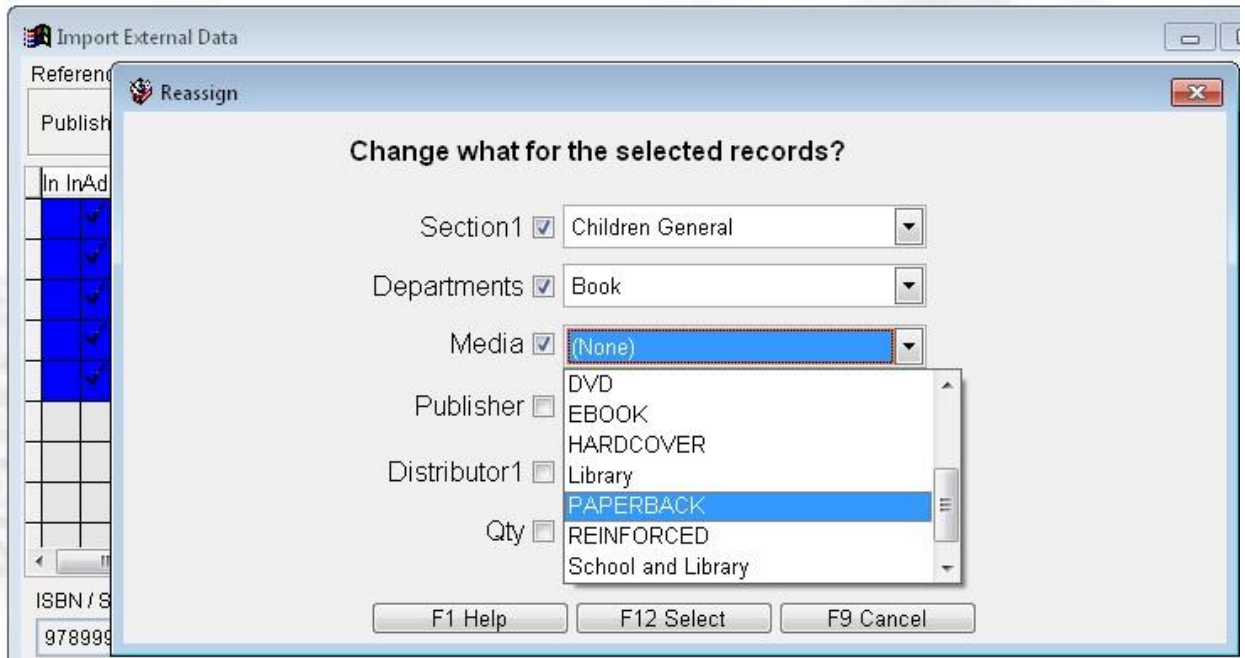 Import External Data
Reassign
Change what for the selected records?
In InAd
Section1 Children General
Departments Book
Media (None)
DVD
EBOOK
HARDCOVER
Library
PAPERBACK
REINFORCED
School and Library
Publisher
Distributor1
Qty
ISBN / S
F1 Help F12 Select F9 Cancel
978999